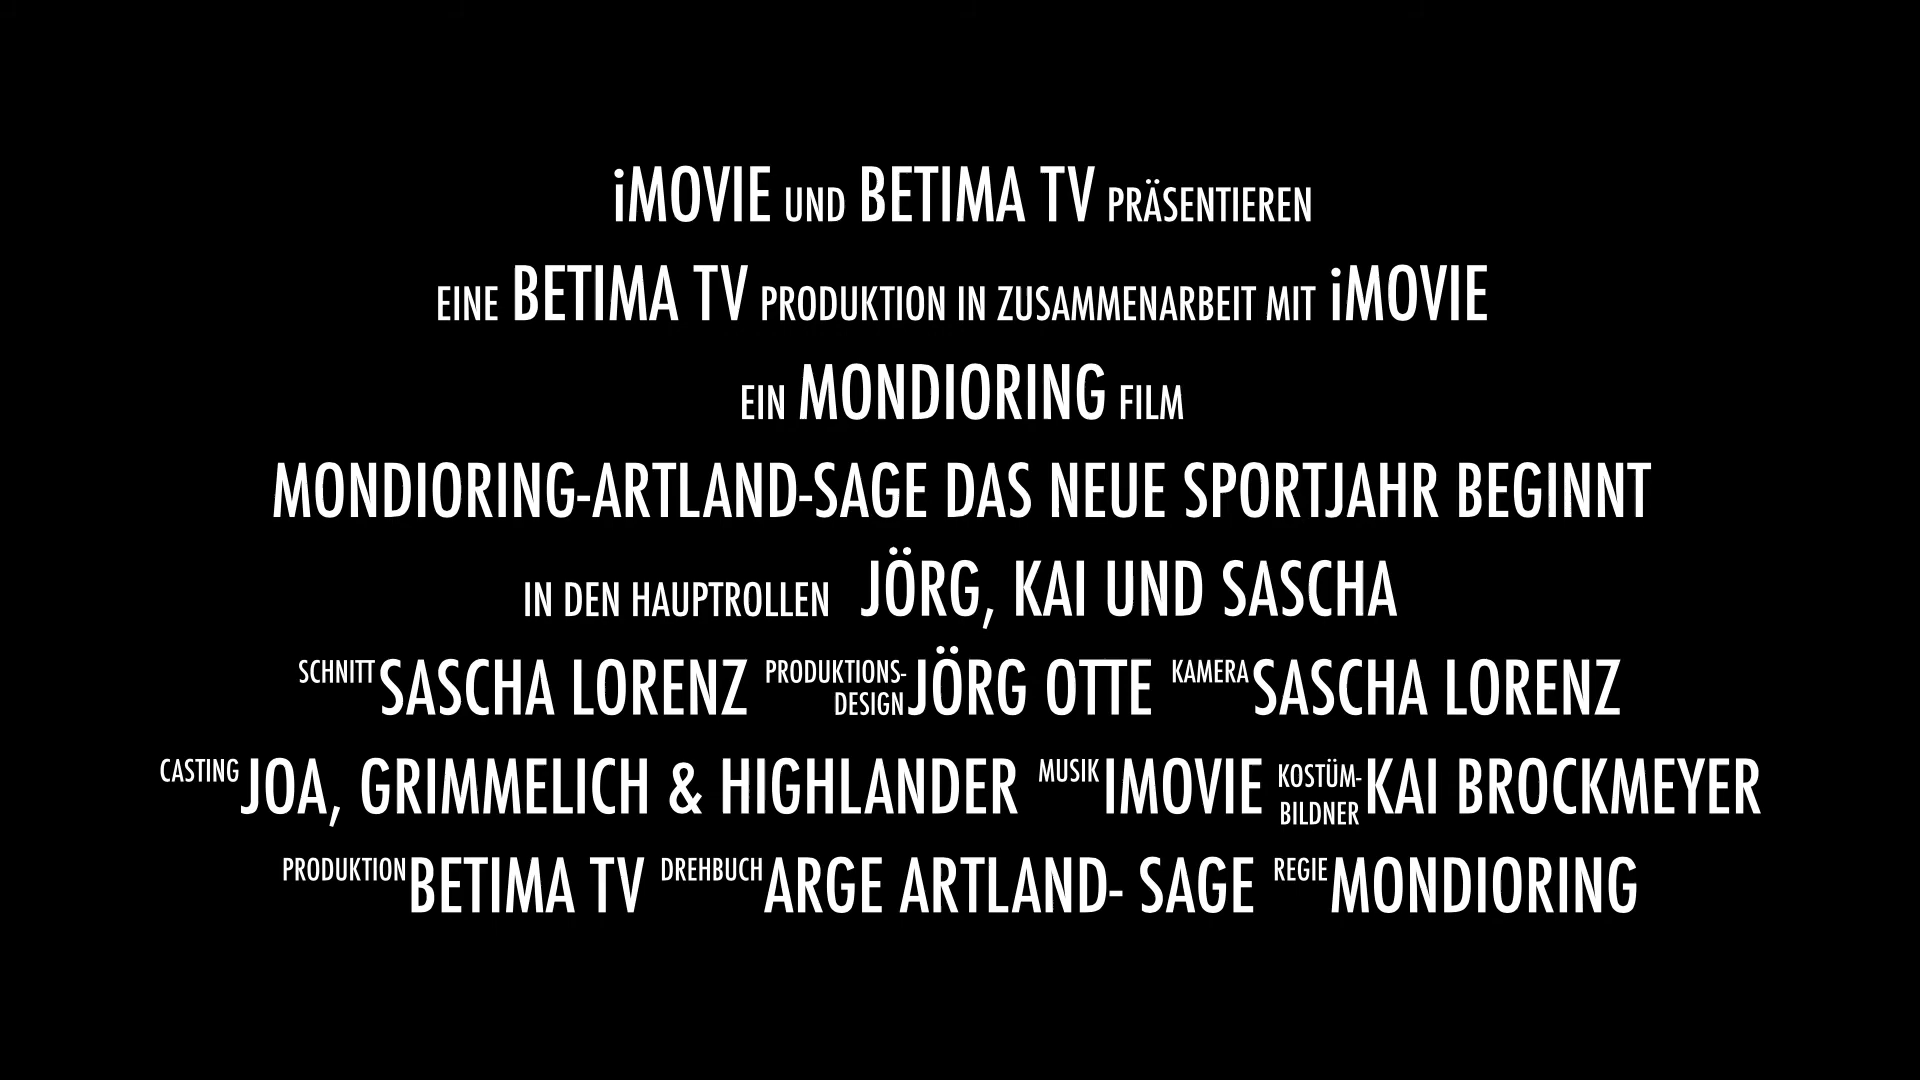 iMOVIE UND BETIMA TV PRÄSENTIEREN
EINE BETIMA TV PRODUKTION IN ZUSAMMENARBEIT MIT iMOVIE
EIN MONDIORING FILM
MONDIORING-ARTLAND-SAGE DAS NEUE SPORTJAHR BEGINNT
IN DEN HAUPTROLLEN JÖRG, KAI UND SASCHA
SCHNITT SASCHA LORENZ PRODUKTIONS-DESIGN JÖRG OTTE KAMERA SASCHA LORENZ
CASTING JOA, GRIMMELICH & HIGHLANDER MUSIK IMOVIE KOSTÜM-BILDNER KAI BROCKMEYER
PRODUKTION BETIMA TV DREHBUCH ARGE ARTLAND- SAGE REGIE MONDIORING